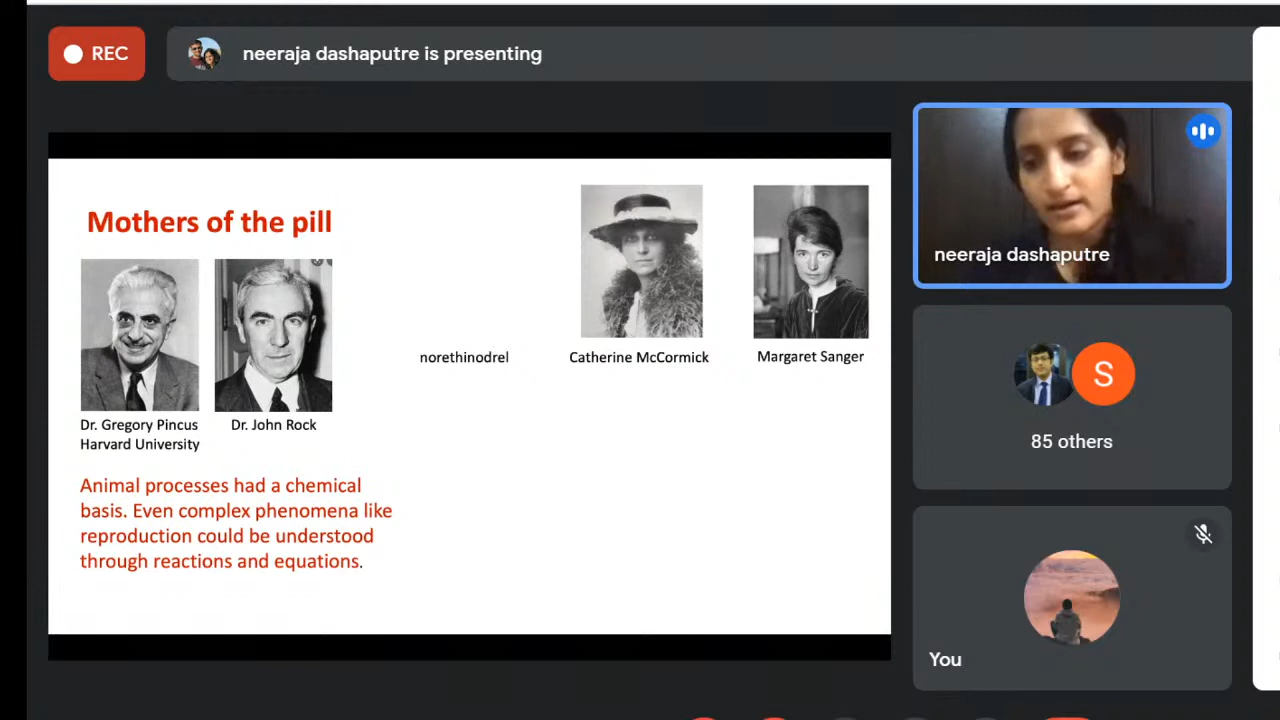 REC
neeraja dashaputre is presenting
Mothers of the pill
norethinodrel
Catherine McCormick
Margaret Sanger
Dr. Gregory Pincus
Harvard University
Dr. John Rock
Animal processes had a chemical
basis. Even complex phenomena like
reproduction could be understood
through reactions and equations.
neeraja dashaputre
S
85 others
You